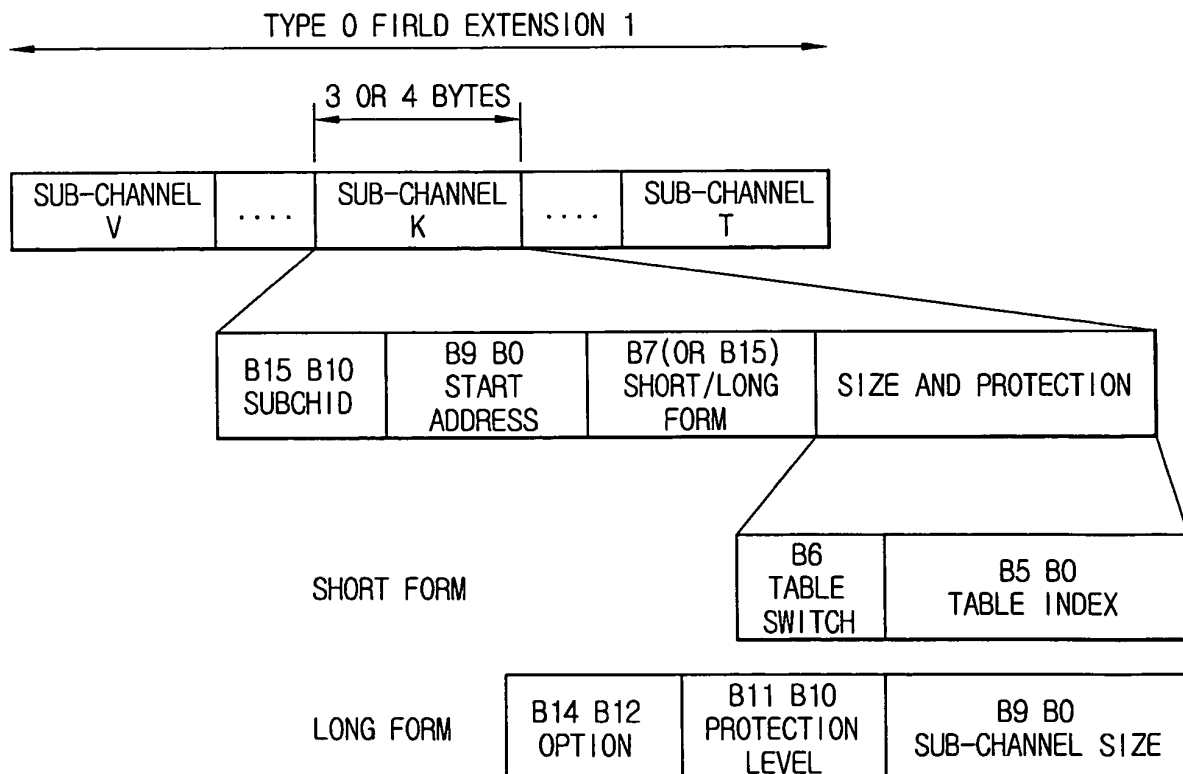 TYPE 0 FIRLD EXTENSION 1
3 OR 4 BYTES
SUB-CHANNEL
V
....
SUB-CHANNEL
K
....
SUB-CHANNEL
T
B15 B10
SUBCHID
B9 B0
START
ADDRESS
B7(OR B15)
SHORT/LONG
FORM
SIZE AND PROTECTION
SHORT FORM
B6
TABLE
SWITCH
B5 B0
TABLE INDEX
LONG FORM
B14 B12
OPTION
B11 B10
PROTECTION
LEVEL
B9 B0
SUB-CHANNEL SIZE